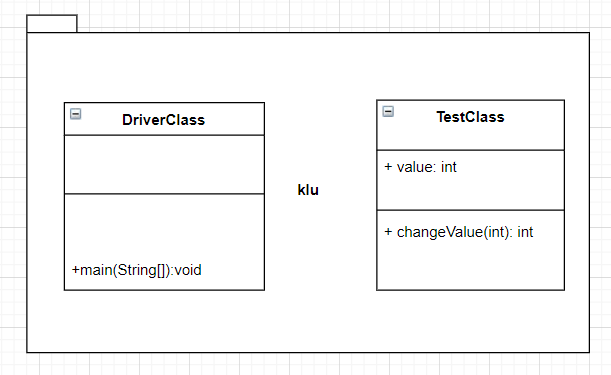 DriverClass
+main(String[]):void
klu
TestClass
+ value: int
+ changeValue(int): int